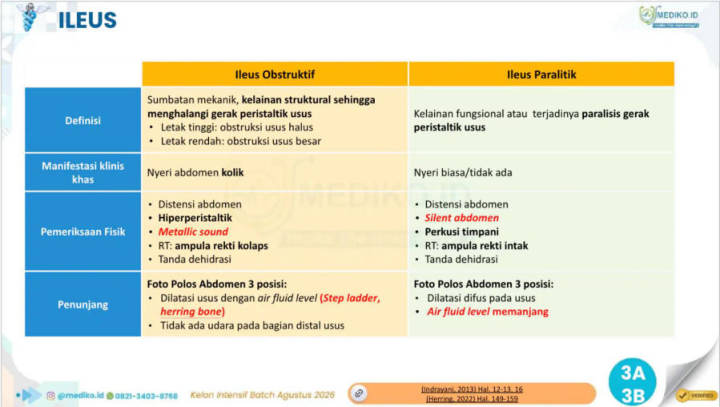 ILEUS
MEDIKO.ID
Ileus Obstruktif
Ileus Paralitik
Definisi
Sumbatan mekanik, kelainan struktural sehingga
menghalangi gerak peristaltik usus
• Letak tinggi: obstruksi usus halus
• Letak rendah: obstruksi usus besar
Kelainan fungsional atau terjadinya paralisis gerak
peristaltik usus
Manifestasi klinis
khas
Nyeri abdomen kolik
Nyeri biasa/tidak ada
Pemeriksaan Fisik
• Distensi abdomen
• Hiperperistaltik
• Metallic sound
• RT: ampula rekti kolaps
• Tanda dehidrasi
• Distensi abdomen
• Silent abdomen
• Perkusi timpani
• RT: ampula rekti intak
• Tanda dehidrasi
Penunjang
Foto Polos Abdomen 3 posisi:
• Dilatasi usus dengan air fluid level (Step ladder,
herring bone)
• Tidak ada udara pada bagian distal usus
Foto Polos Abdomen 3 posisi:
• Dilatasi difus pada usus
• Air fluid level memanjang
MEDIKO.ID
@mediko.id 0821-3403-8768
Kelan Intensif Batch Agustus 2026
(Indrayani, 2013) Hal. 12-13, 16
(Herring, 2022) Hal. 149-159
3A
3B
VERIFIED